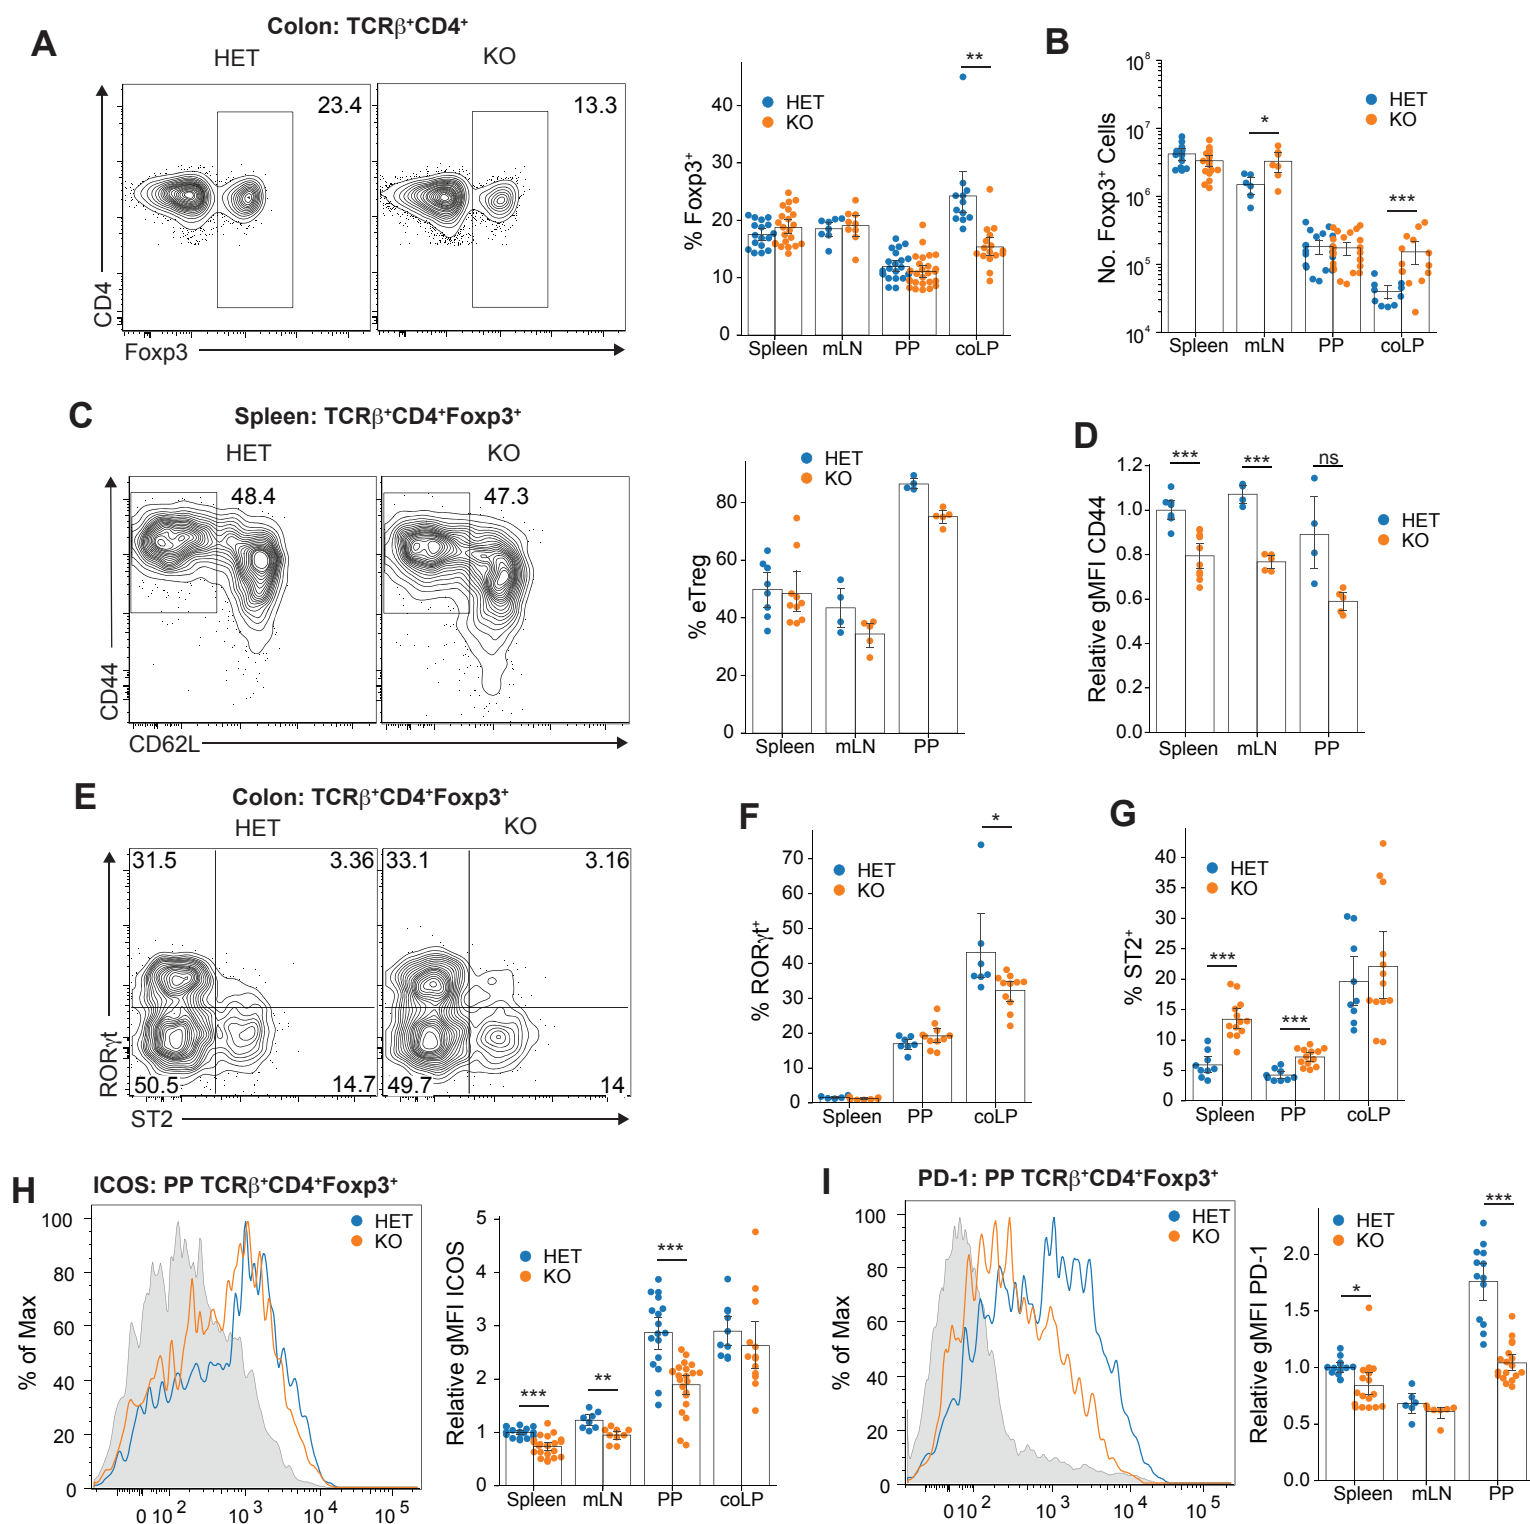 A
Colon: TCRβ⁺CD4⁺
HET
KO
23.4
13.3
CD4
Foxp3
% Foxp3⁺
HET
KO
**
40
30
20
10
0
Spleen mLN PP coLP
B
No. Foxp3⁺ Cells
HET
KO
*
***
10⁸
10⁷
10⁶
10⁵
10⁴
Spleen mLN PP coLP
C
Spleen: TCRβ⁺CD4⁺Foxp3⁺
HET
KO
48.4
47.3
CD44
CD62L
% eTreg
HET
KO
80
60
40
20
0
Spleen mLN PP
D
Relative gMFI CD44
*** *** ns
HET
KO
1.2
1.0
0.8
0.6
0.4
0.2
0.0
Spleen mLN PP
E
Colon: TCRβ⁺CD4⁺Foxp3⁺
HET
KO
31.5 3.36
33.1 3.16
50.5 14.7
49.7 14
RORγt
ST2
F
% RORγt⁺
HET
KO
*
70
60
50
40
30
20
10
0
Spleen PP coLP
G
% ST2⁺
HET
KO
***
***
40
35
30
25
20
15
10
5
0
Spleen PP coLP
H
ICOS: PP TCRβ⁺CD4⁺Foxp3⁺
HET
KO
% of Max
100
80
60
40
20
0
0 10² 10³ 10⁴ 10⁵
Relative gMFI ICOS
HET
KO
*** ** ***
5
4
3
2
1
0
Spleen mLN PP coLP
I
PD-1: PP TCRβ⁺CD4⁺Foxp3⁺
HET
KO
% of Max
100
80
60
40
20
0
0 10² 10³ 10⁴ 10⁵
Relative gMFI PD-1
HET
KO
*
***
2.0
1.5
1.0
0.5
0.0
Spleen mLN PP